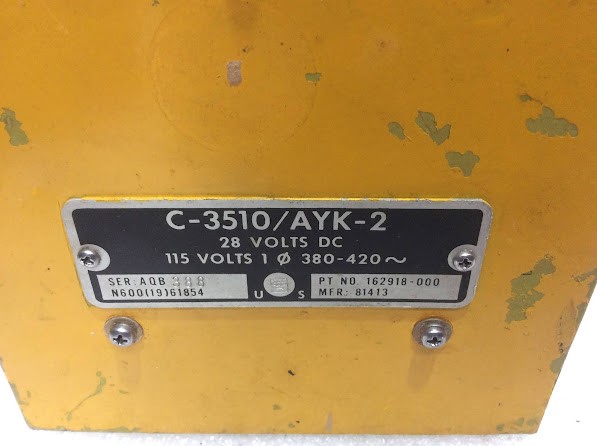 C-3510/AYK-2
28 VOLTS DC
115 VOLTS 1 Ø 380-420~
SER: AQB 388
N600(19)61854
U S
PT NO. 162918-000
MFR: 81413